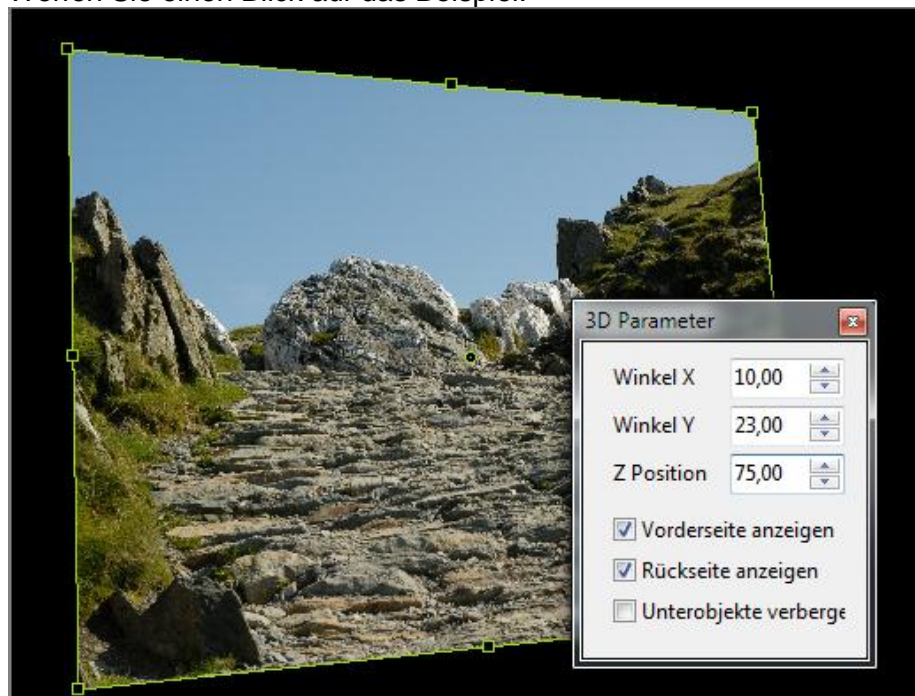 Werfen Sie einen Blick auf das Beispiel:
3D Parameter
Winkel X 10,00
Winkel Y 23,00
Z Position 75,00
Vorderseite anzeigen
Rückseite anzeigen
Unterobjekte verberge